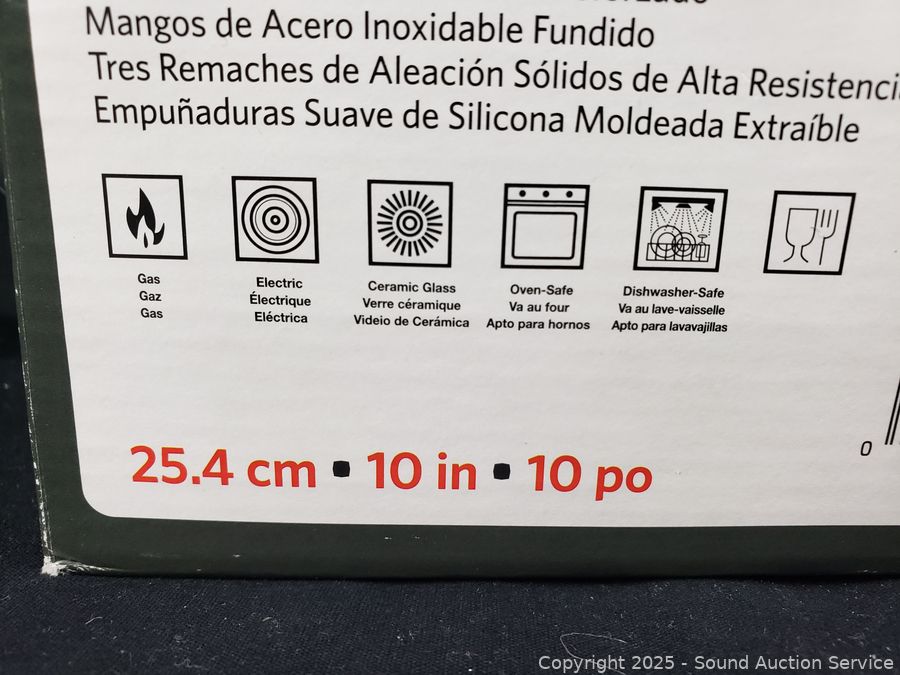 Mangos de Acero Inoxidable Fundido
Tres Remaches de Aleación Sólidos de Alta
Empuñaduras Suave de Silicona Moldeada Extraíble
Gas
Gaz
Gas
Electric
Électrique
Eléctrica
Ceramic Glass
Verre céramique
Videio de Cerámica
Oven-Safe
Va au four
Apto para hornos
Dishwasher-Safe
Va au lave-vaisselle
Apto para lavavajillas
0
25.4 cm ▪ 10 in ▪ 10 po
Copyright 2025 - Sound Auction Service